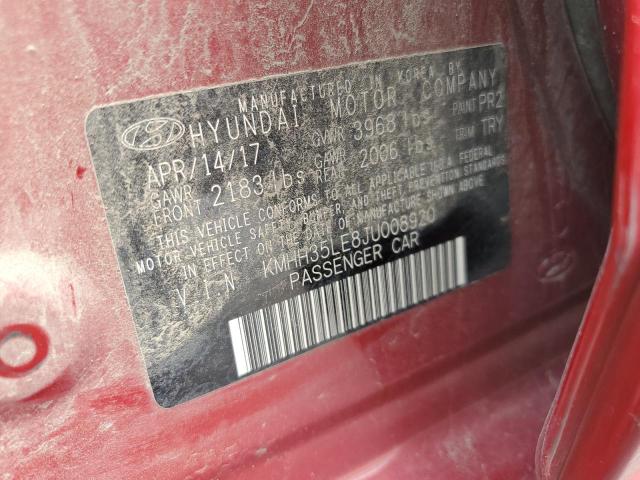 MANUFACTURED IN KOREA BY
HYUNDAI MOTOR COMPANY
APR/14/17 GVWR 3968 lbs PAINT PR2
GAWR FRONT 2183 lbs GAWR REAR 2006 lbs TRIM TRY
THIS VEHICLE CONFORMS TO ALL APPLICABLE U.S.A FEDERAL
MOTOR VEHICLE SAFETY, BUMPER, AND THEFT PREVENTION STANDARDS
IN EFFECT ON THE DATE OF MANUFACTURE SHOWN ABOVE.
V I N KMHH35LE8JU008920
PASSENGER CAR